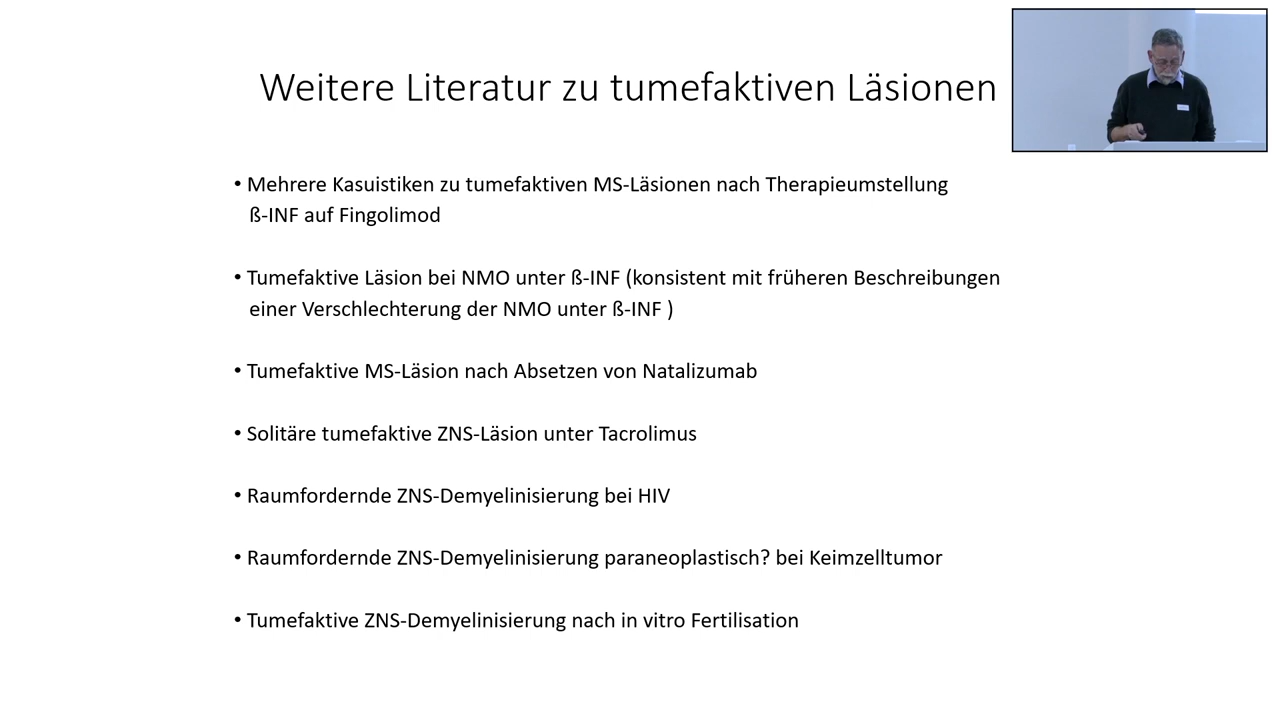 Weitere Literatur zu tumefaktiven Läsionen
• Mehrere Kasuistiken zu tumefaktiven MS-Läsionen nach Therapieumstellung
ß-INF auf Fingolimod
• Tumefaktive Läsion bei NMO unter ß-INF (konsistent mit früheren Beschreibungen
einer Verschlechterung der NMO unter ß-INF )
• Tumefaktive MS-Läsion nach Absetzen von Natalizumab
• Solitäre tumefaktive ZNS-Läsion unter Tacrolimus
• Raumfordernde ZNS-Demyelinisierung bei HIV
• Raumfordernde ZNS-Demyelinisierung paraneoplastisch? bei Keimzelltumor
• Tumefaktive ZNS-Demyelinisierung nach in vitro Fertilisation